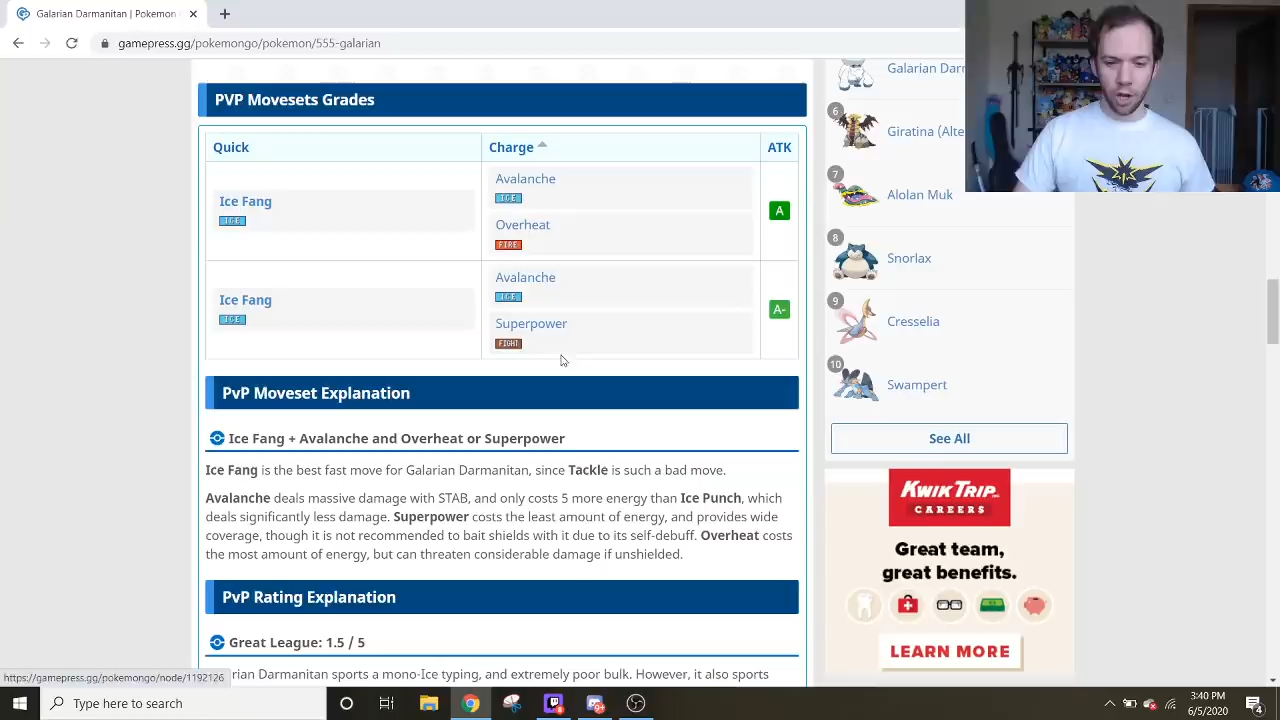 Galarian Darmanitan | Pokemon G
gamepress.gg/pokemongo/pokemon/555-galarian
PVP Movesets Grades
Quick
Charge
ATK
Ice Fang
ICE
Avalanche
ICE
Overheat
FIRE
A
Ice Fang
ICE
Avalanche
ICE
Superpower
FIGHT
A-
PvP Moveset Explanation
Ice Fang + Avalanche and Overheat or Superpower
Ice Fang is the best fast move for Galarian Darmanitan, since Tackle is such a bad move.
Avalanche deals massive damage with STAB, and only costs 5 more energy than Ice Punch, which
deals significantly less damage. Superpower costs the least amount of energy, and provides wide
coverage, though it is not recommended to bait shields with it due to its self-debuff. Overheat costs
the most amount of energy, but can threaten considerable damage if unshielded.
PvP Rating Explanation
Great League: 1.5 / 5
rian Darmanitan sports a mono-Ice typing, and extremely poor bulk. However, it also sports
https://gamepress.gg/pokemongo/node/1192126
Galarian Darm
6
Giratina (Alte
7
Alolan Muk
8
Snorlax
9
Cresselia
10
Swampert
See All
KWIK TRIP
CAREERS
Great team,
great benefits.
LEARN MORE
Type here to search
3:40 PM
6/5/2020
4